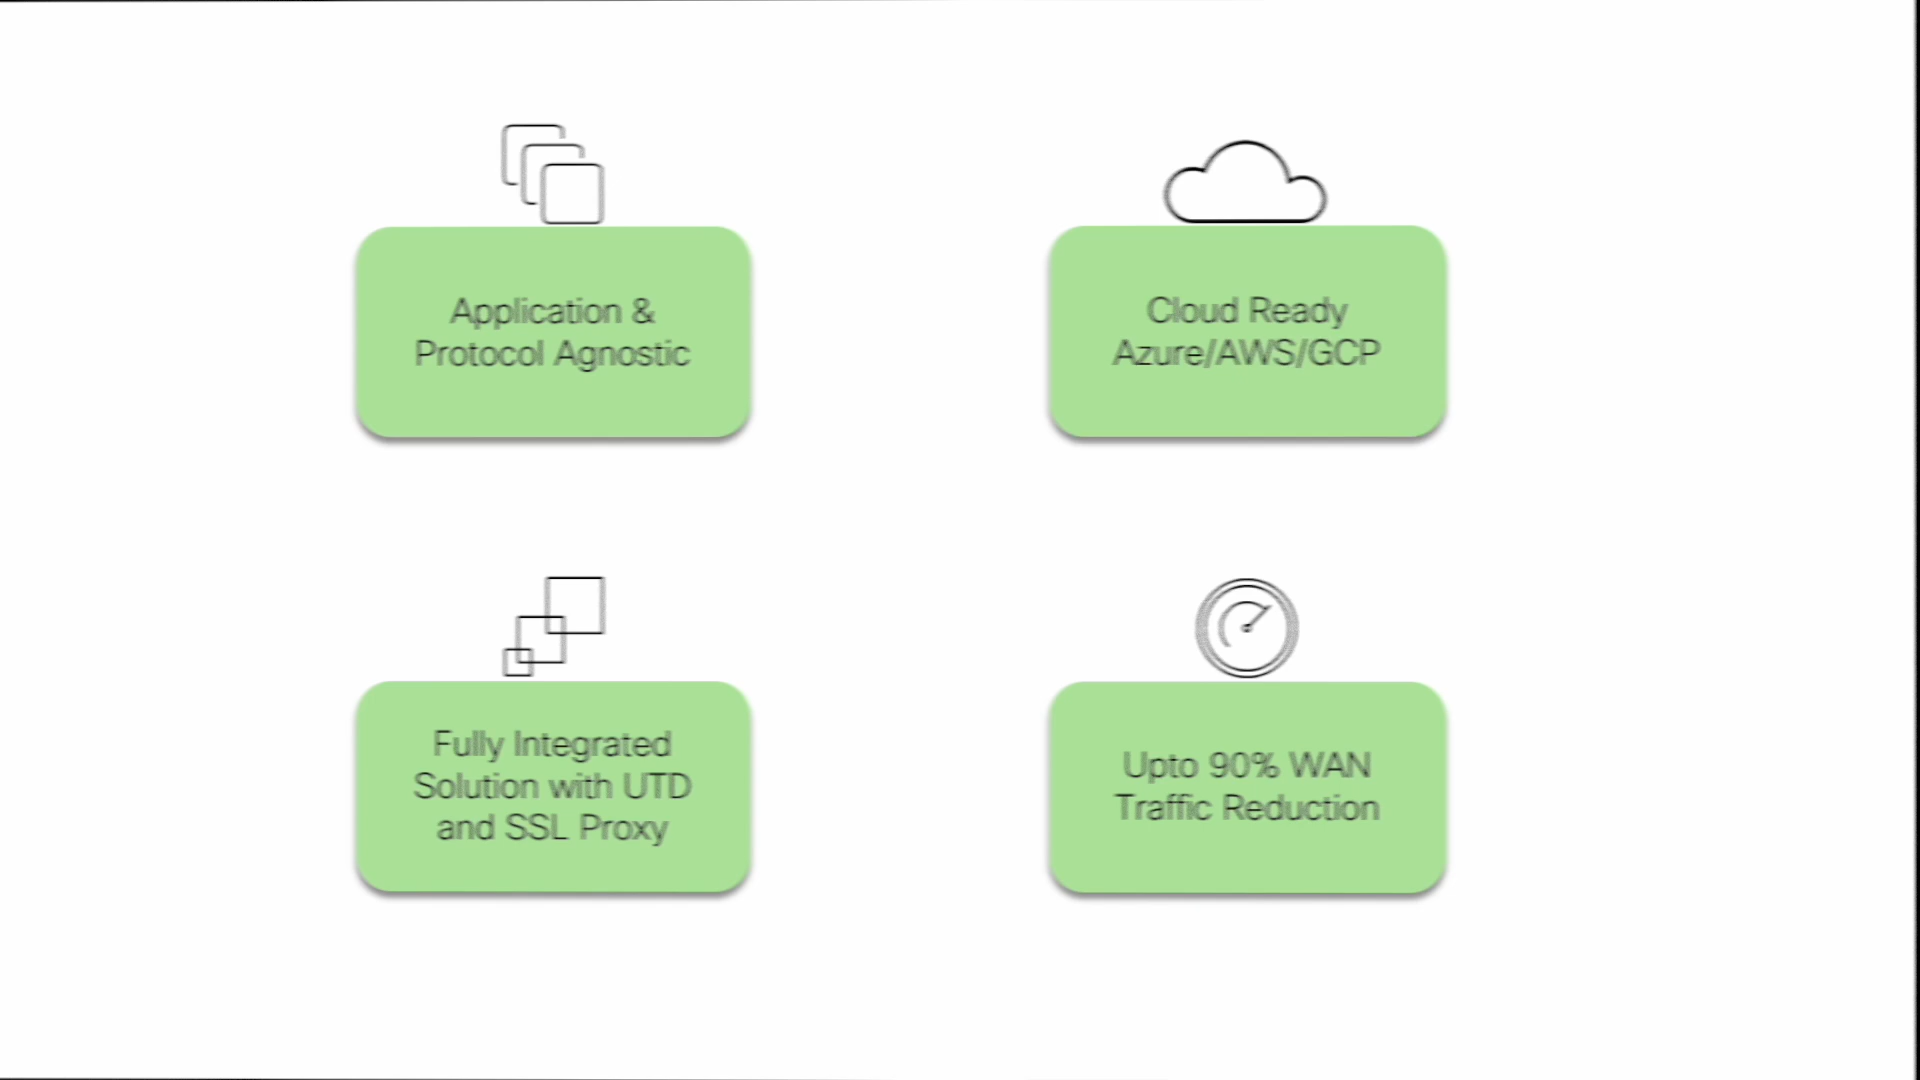 Application &
Protocol Agnostic
Cloud Ready
Azure/AWS/GCP
Fully Integrated
Solution with UTD
and SSL Proxy
Upto 90% WAN
Traffic Reduction